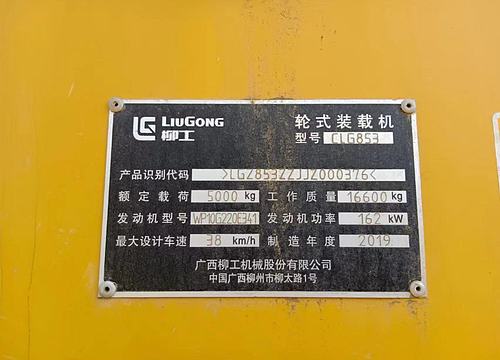 LIUGONG
柳工
轮式装载机
型号 CLG853
产品识别代码 >LGZ853ZZJJZ000376<
额定载荷 5000 kg 工作质量 16600 kg
发动机型号 WP10G220E341 发动机功率 162 kW
最大设计车速 38 km/h 制造年度 2019
广西柳工机械股份有限公司
中国广西柳州市柳太路1号